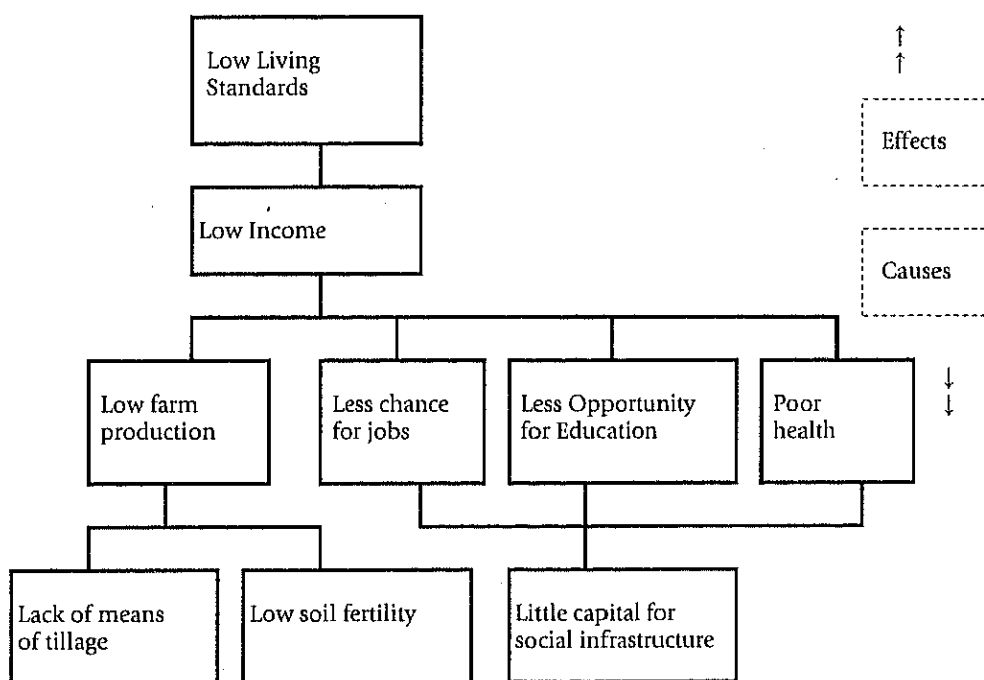 Low Living
Standards
↑
↑
Effects
Low Income
Causes
Low farm
production
Less chance
for jobs
Less Opportunity
for Education
Poor
health
↓
↓
Lack of means
of tillage
Low soil fertility
Little capital for
social infrastructure